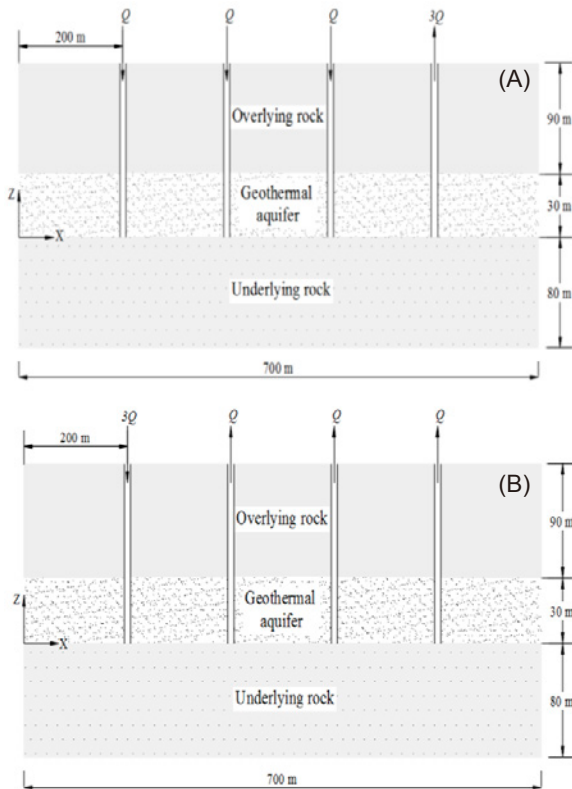 Q Q Q 3Q
200 m
(A)
Overlying rock
90 m
Geothermal
aquifer
30 m
Z
X
Underlying rock
80 m
700 m
3Q Q Q Q
200 m
(B)
Overlying rock
90 m
Geothermal
aquifer
30 m
Z
X
Underlying rock
80 m
700 m